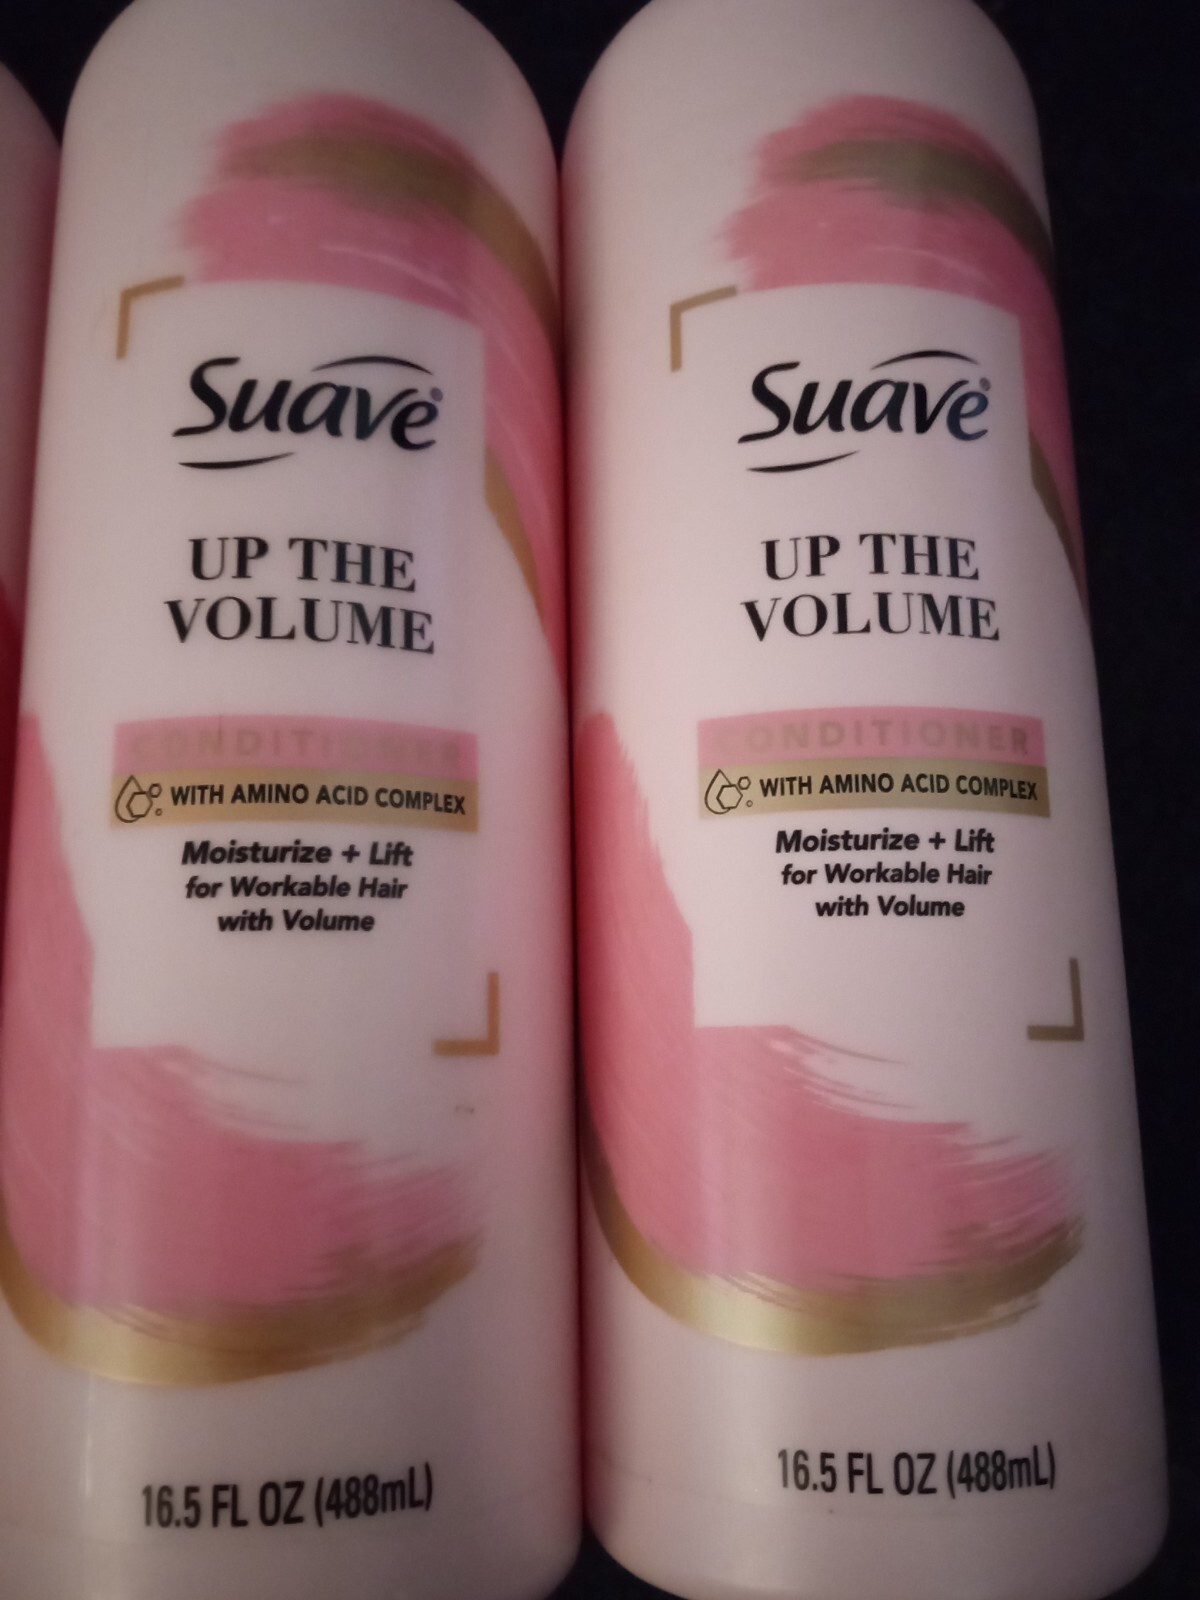 Suave®
UP THE
VOLUME
CONDITIONER
WITH AMINO ACID COMPLEX
Moisturize + Lift
for Workable Hair
with Volume
16.5 FL OZ (488mL)
Suave®
UP THE
VOLUME
CONDITIONER
WITH AMINO ACID COMPLEX
Moisturize + Lift
for Workable Hair
with Volume
16.5 FL OZ (488mL)